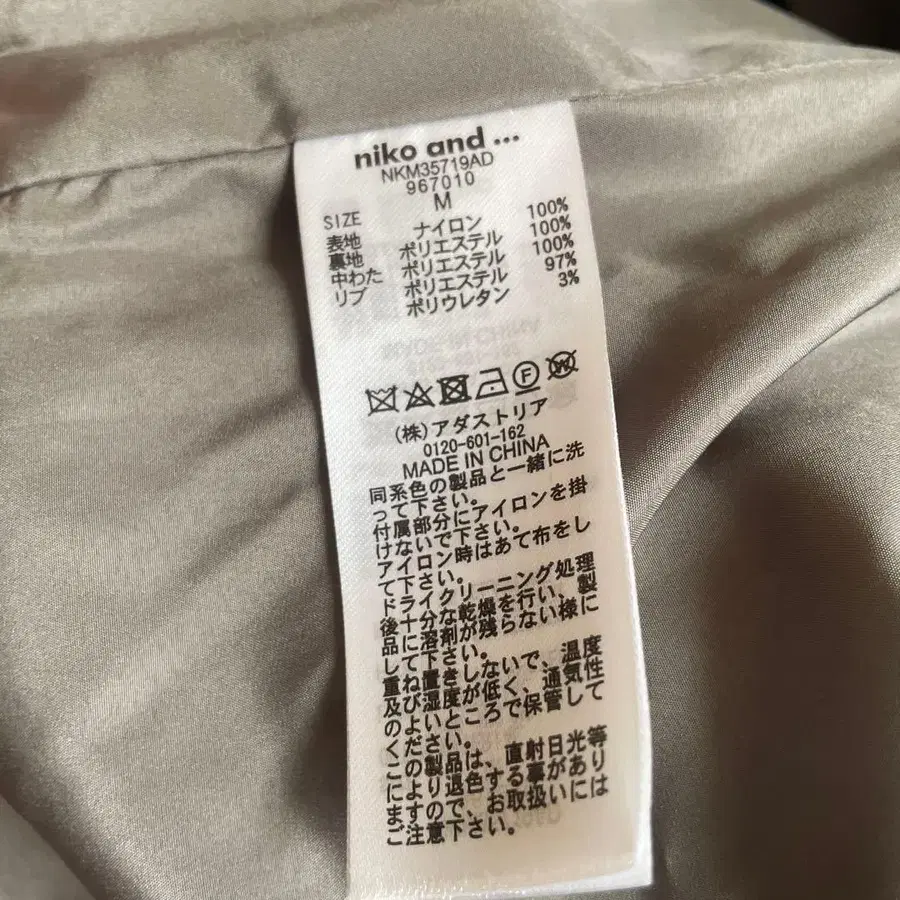 niko and ...
NKM35719AD
967010
SIZE M
表地 ナイロン 100%
裏地 ポリエステル 100%
中わた ポリエステル 100%
リブ ポリエステル 97%
ポリウレタン 3%
F
W
(株)アダストリア
0120-601-162
MADE IN CHINA
同系色の製品と一緒に洗
って下さい。
付属部分にアイロンを掛
けないで下さい。
アイロン時はあて布をし
て下さい。
ドライクリーニング処理
後十分な乾燥を行い、製
品に溶剤が残らない様に
して下さい。
重ね置きしないで、温度
及び湿度が低く、通気性
のよいところで保管して
ください。
この製品は、直射日光等
により退色する事があり
ますので、お取扱いには
ご注意下さい。